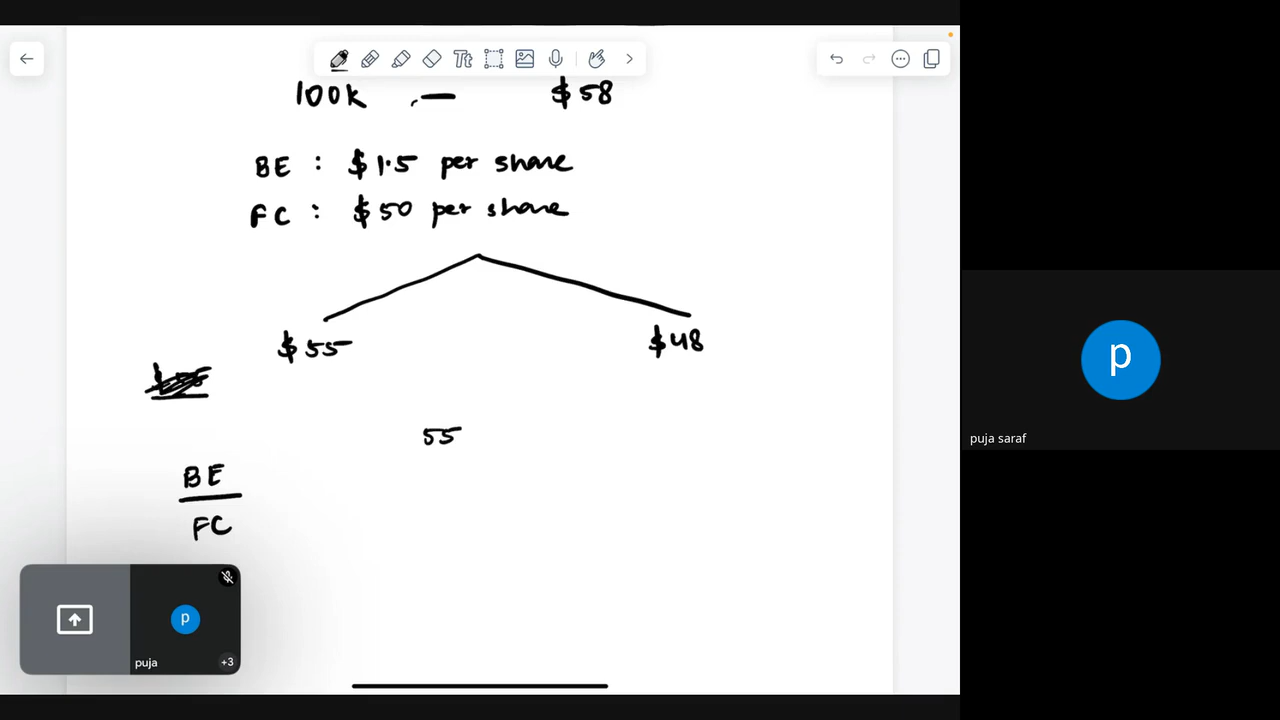 Tt
100k — $58
BE : $1.5 per share
FC : $50 per share
$55 $48
55
BE
FC
p
puja saraf
p
puja +3